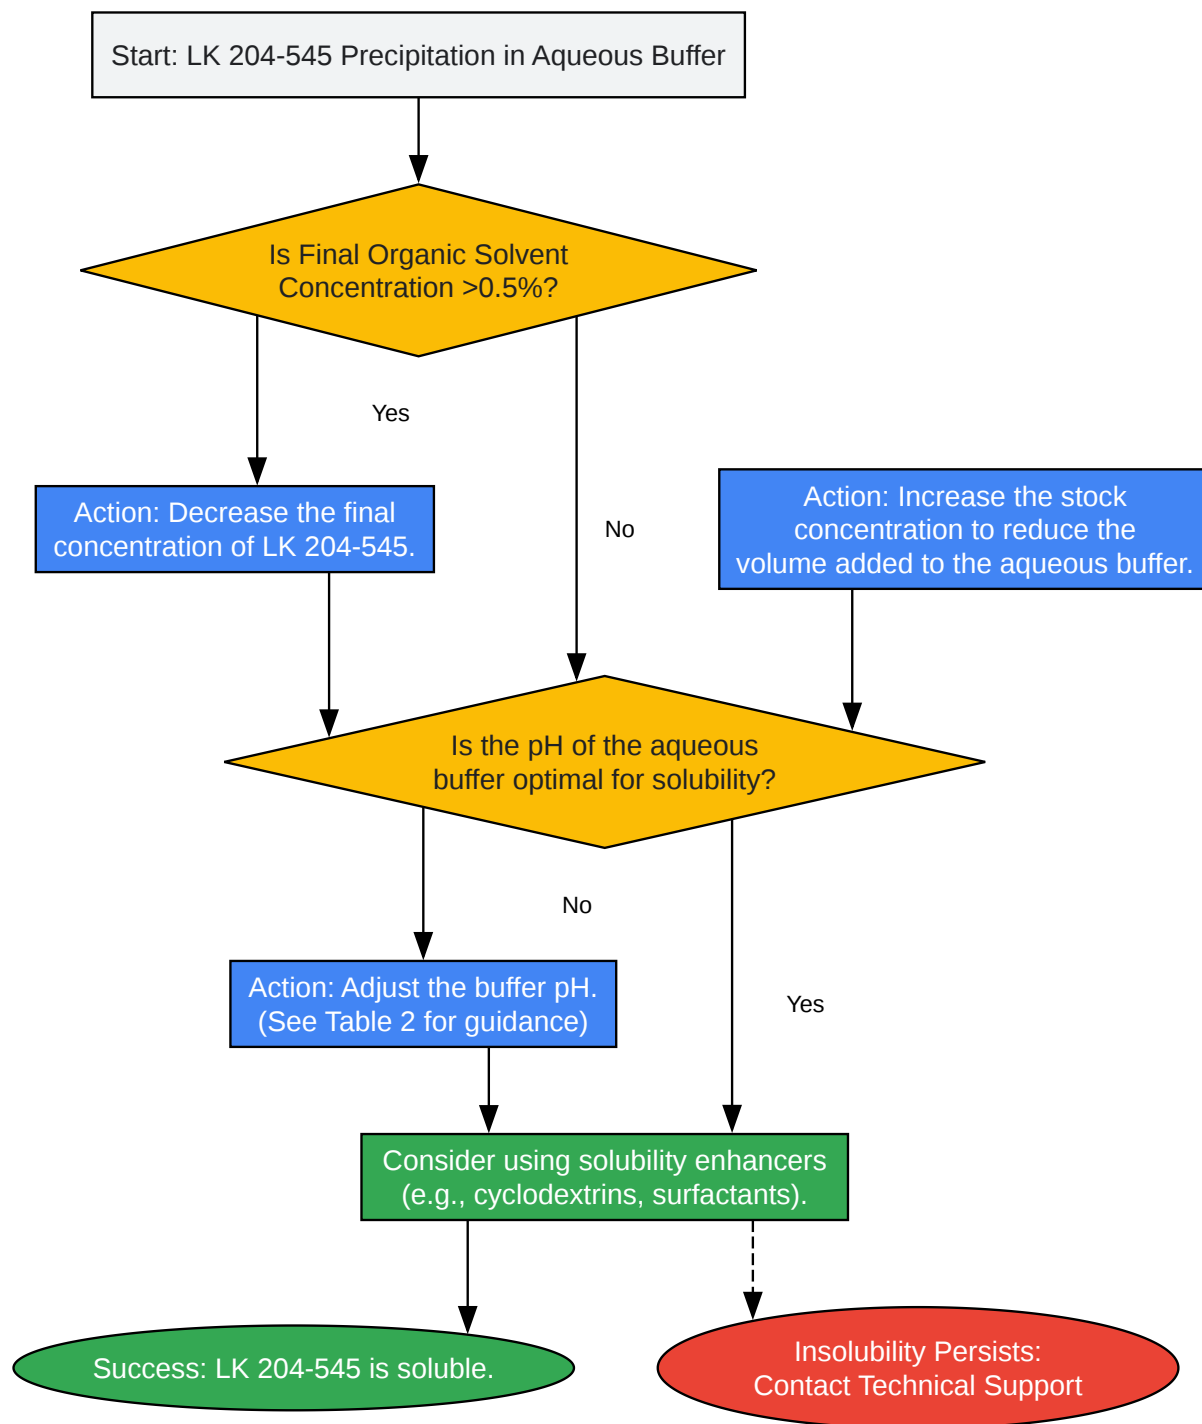 Start: LK 204-545 Precipitation in Aqueous Buffer
Is Final Organic Solvent
Concentration >0.5%?
Yes
Action: Decrease the final
concentration of LK 204-545.
No
Action: Increase the stock
concentration to reduce the
volume added to the aqueous buffer.
Is the pH of the aqueous
buffer optimal for solubility?
No
Action: Adjust the buffer pH.
(See Table 2 for guidance)
Yes
Consider using solubility enhancers
(e.g., cyclodextrins, surfactants).
Success: LK 204-545 is soluble.
Insolubility Persists:
Contact Technical Support